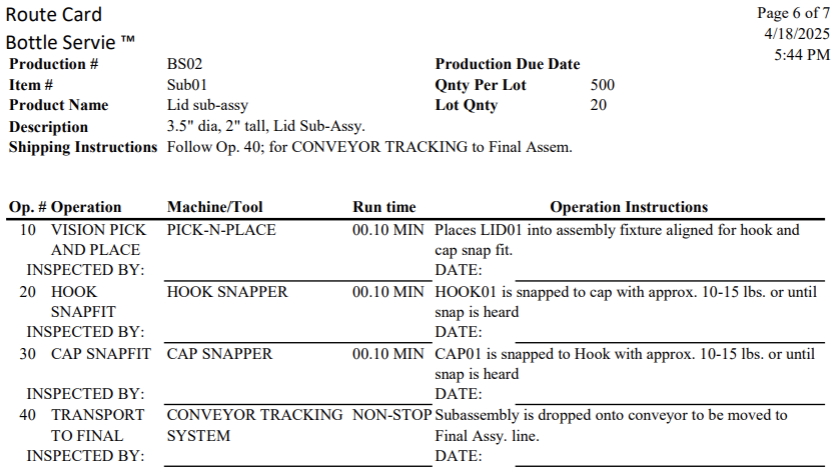 Route Card
Page 6 of 7
Bottle Servie ™
4/18/2025
5:44 PM
Production # BS02 Production Due Date
Item # Sub01 Qnty Per Lot 500
Product Name Lid sub-assy Lot Qnty 20
Description 3.5" dia, 2" tall, Lid Sub-Assy.
Shipping Instructions Follow Op. 40; for CONVEYOR TRACKING to Final Assem.
Op. # Operation Machine/Tool Run time Operation Instructions
10 VISION PICK PICK-N-PLACE 00.10 MIN Places LID01 into assembly fixture aligned for hook and
AND PLACE cap snap fit.
INSPECTED BY: DATE:
20 HOOK HOOK SNAPPER 00.10 MIN HOOK01 is snapped to cap with approx. 10-15 lbs. or until
SNAPFIT snap is heard
INSPECTED BY: DATE:
30 CAP SNAPFIT CAP SNAPPER 00.10 MIN CAP01 is snapped to Hook with approx. 10-15 lbs. or until
snap is heard
INSPECTED BY: DATE:
40 TRANSPORT CONVEYOR TRACKING NON-STOP Subassembly is dropped onto conveyor to be moved to
TO FINAL SYSTEM Final Assy. line.
INSPECTED BY: DATE: